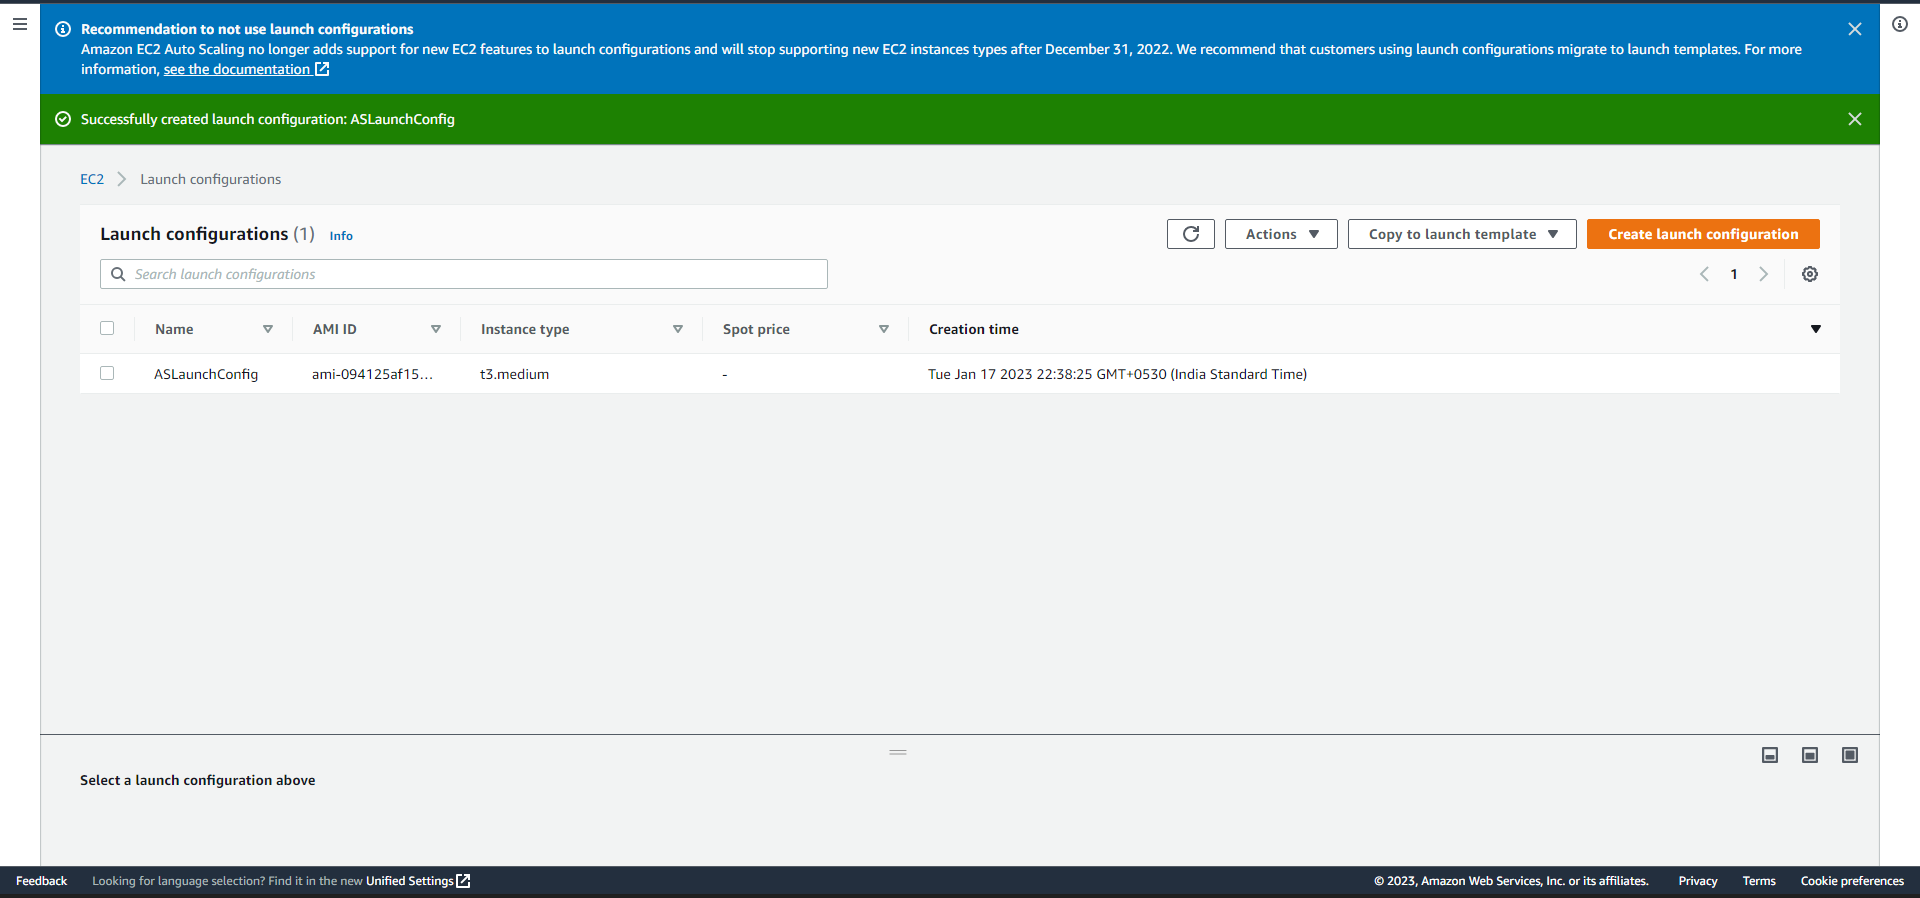 Recommendation to not use launch configurations
Amazon EC2 Auto Scaling no longer adds support for new EC2 features to launch configurations and will stop supporting new EC2 instances types after December 31, 2022. We recommend that customers using launch configurations migrate to launch templates. For more
information, see the documentation
Successfully created launch configuration: ASLaunchConfig
EC2 Launch configurations
Launch configurations (1) Info
Actions Copy to launch template Create launch configuration
Search launch configurations
1
Name AMI ID Instance type Spot price Creation time
ASLaunchConfig ami-094125af15... t3.medium - Tue Jan 17 2023 22:38:25 GMT+0530 (India Standard Time)
Select a launch configuration above
Feedback Looking for language selection? Find it in the new Unified Settings © 2023, Amazon Web Services, Inc. or its affiliates. Privacy Terms Cookie preferences